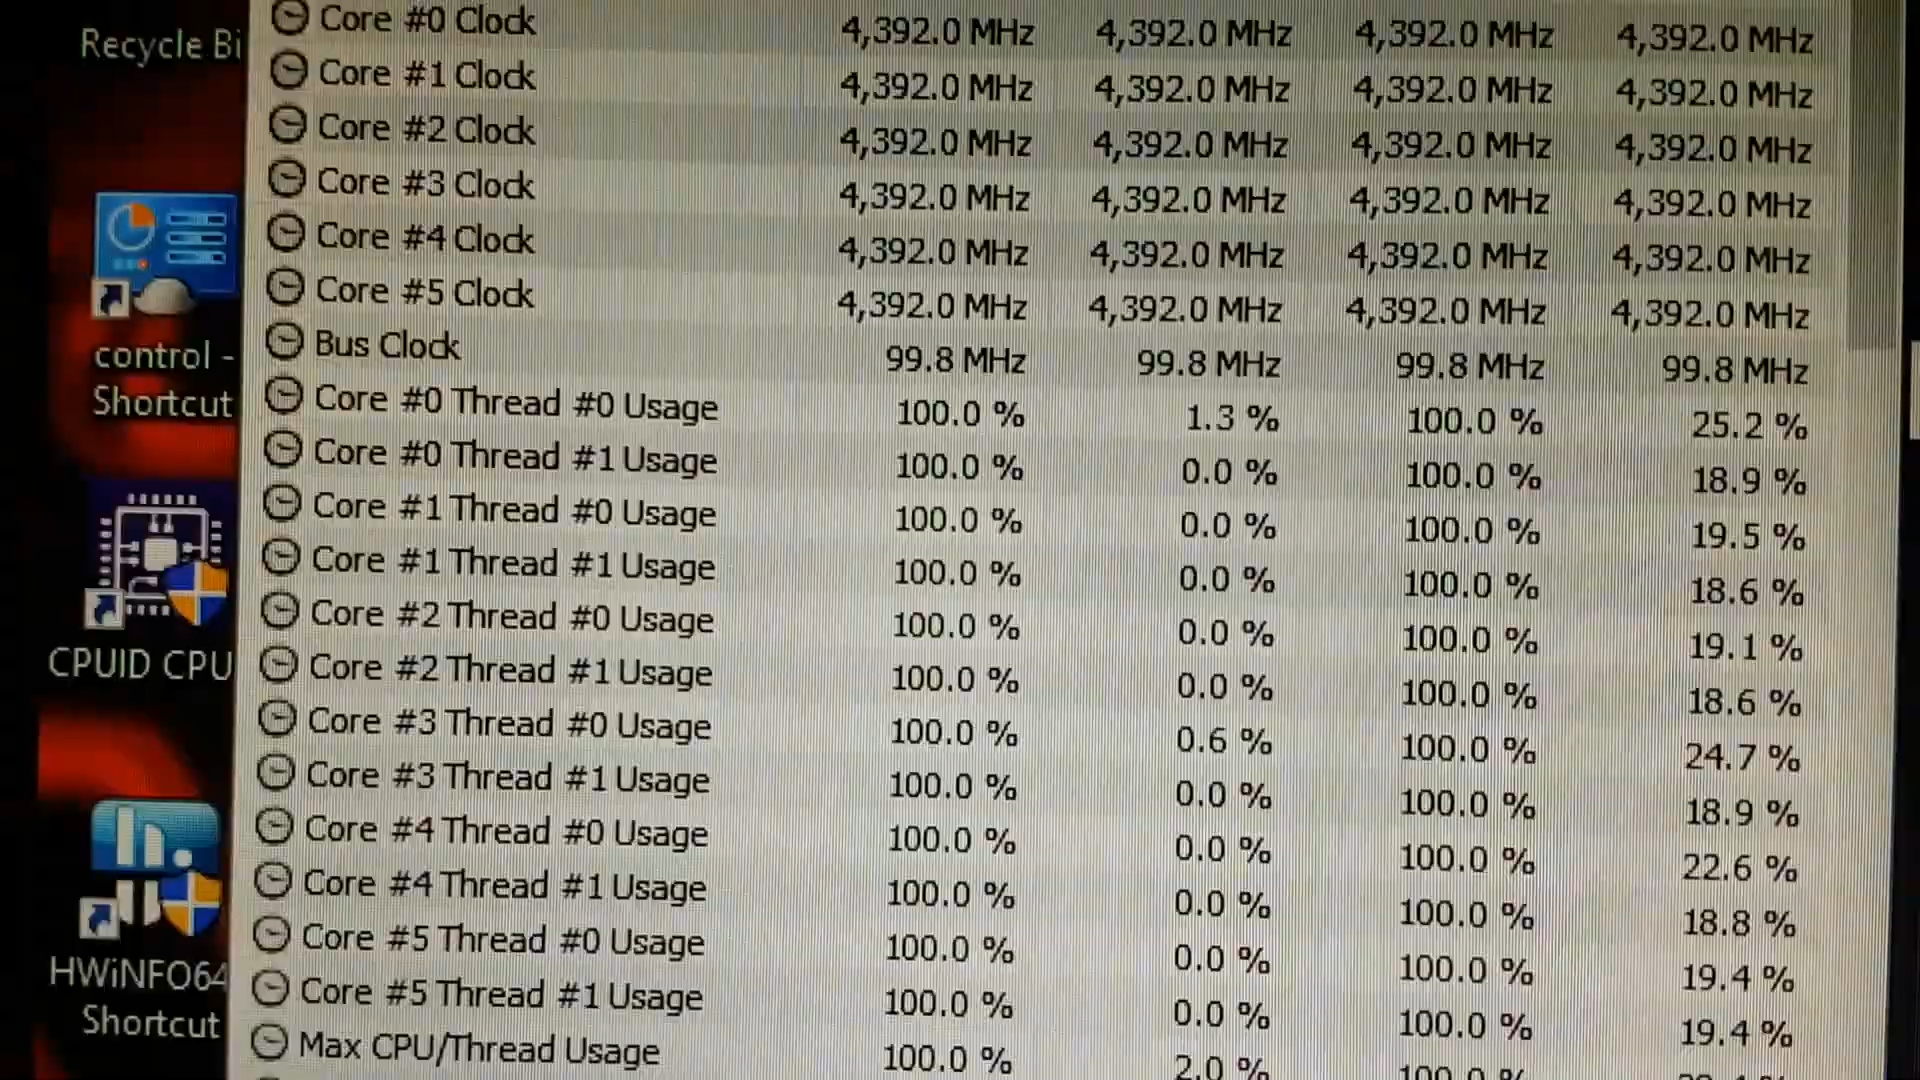 Recycle Bi
control -
Shortcut
CPUID CPU
HWiNFO64
Shortcut
Core #0 Clock 4,392.0 MHz 4,392.0 MHz 4,392.0 MHz 4,392.0 MHz
Core #1 Clock 4,392.0 MHz 4,392.0 MHz 4,392.0 MHz 4,392.0 MHz
Core #2 Clock 4,392.0 MHz 4,392.0 MHz 4,392.0 MHz 4,392.0 MHz
Core #3 Clock 4,392.0 MHz 4,392.0 MHz 4,392.0 MHz 4,392.0 MHz
Core #4 Clock 4,392.0 MHz 4,392.0 MHz 4,392.0 MHz 4,392.0 MHz
Core #5 Clock 4,392.0 MHz 4,392.0 MHz 4,392.0 MHz 4,392.0 MHz
Bus Clock 99.8 MHz 99.8 MHz 99.8 MHz 99.8 MHz
Core #0 Thread #0 Usage 100.0 % 1.3 % 100.0 % 25.2 %
Core #0 Thread #1 Usage 100.0 % 0.0 % 100.0 % 18.9 %
Core #1 Thread #0 Usage 100.0 % 0.0 % 100.0 % 19.5 %
Core #1 Thread #1 Usage 100.0 % 0.0 % 100.0 % 18.6 %
Core #2 Thread #0 Usage 100.0 % 0.0 % 100.0 % 19.1 %
Core #2 Thread #1 Usage 100.0 % 0.0 % 100.0 % 18.6 %
Core #3 Thread #0 Usage 100.0 % 0.6 % 100.0 % 24.7 %
Core #3 Thread #1 Usage 100.0 % 0.0 % 100.0 % 18.9 %
Core #4 Thread #0 Usage 100.0 % 0.0 % 100.0 % 22.6 %
Core #4 Thread #1 Usage 100.0 % 0.0 % 100.0 % 18.8 %
Core #5 Thread #0 Usage 100.0 % 0.0 % 100.0 % 19.4 %
Core #5 Thread #1 Usage 100.0 % 0.0 % 100.0 % 19.4 %
Max CPU/Thread Usage 100.0 % 2.0 % 100.0 %